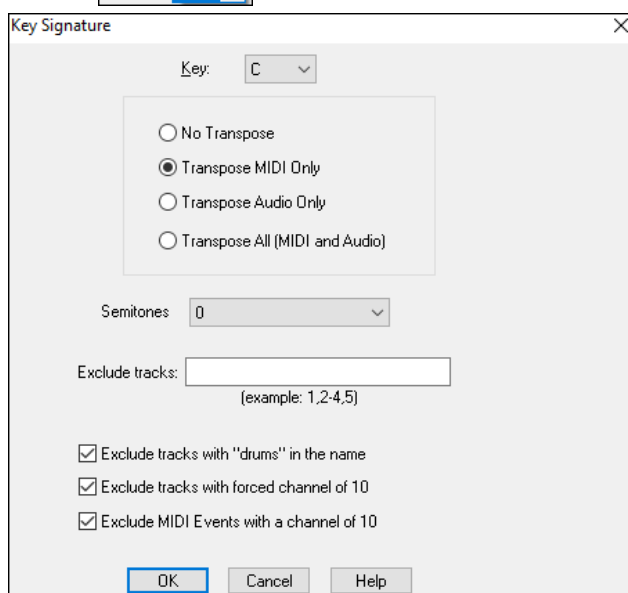 Key Signature
Key: C
No Transpose
Transpose MIDI Only
Transpose Audio Only
Transpose All (MIDI and Audio)
Semitones 0
Exclude tracks:
(example: 1,2-4,5)
Exclude tracks with "drums" in the name
Exclude tracks with forced channel of 10
Exclude MIDI Events with a channel of 10
OK Cancel Help